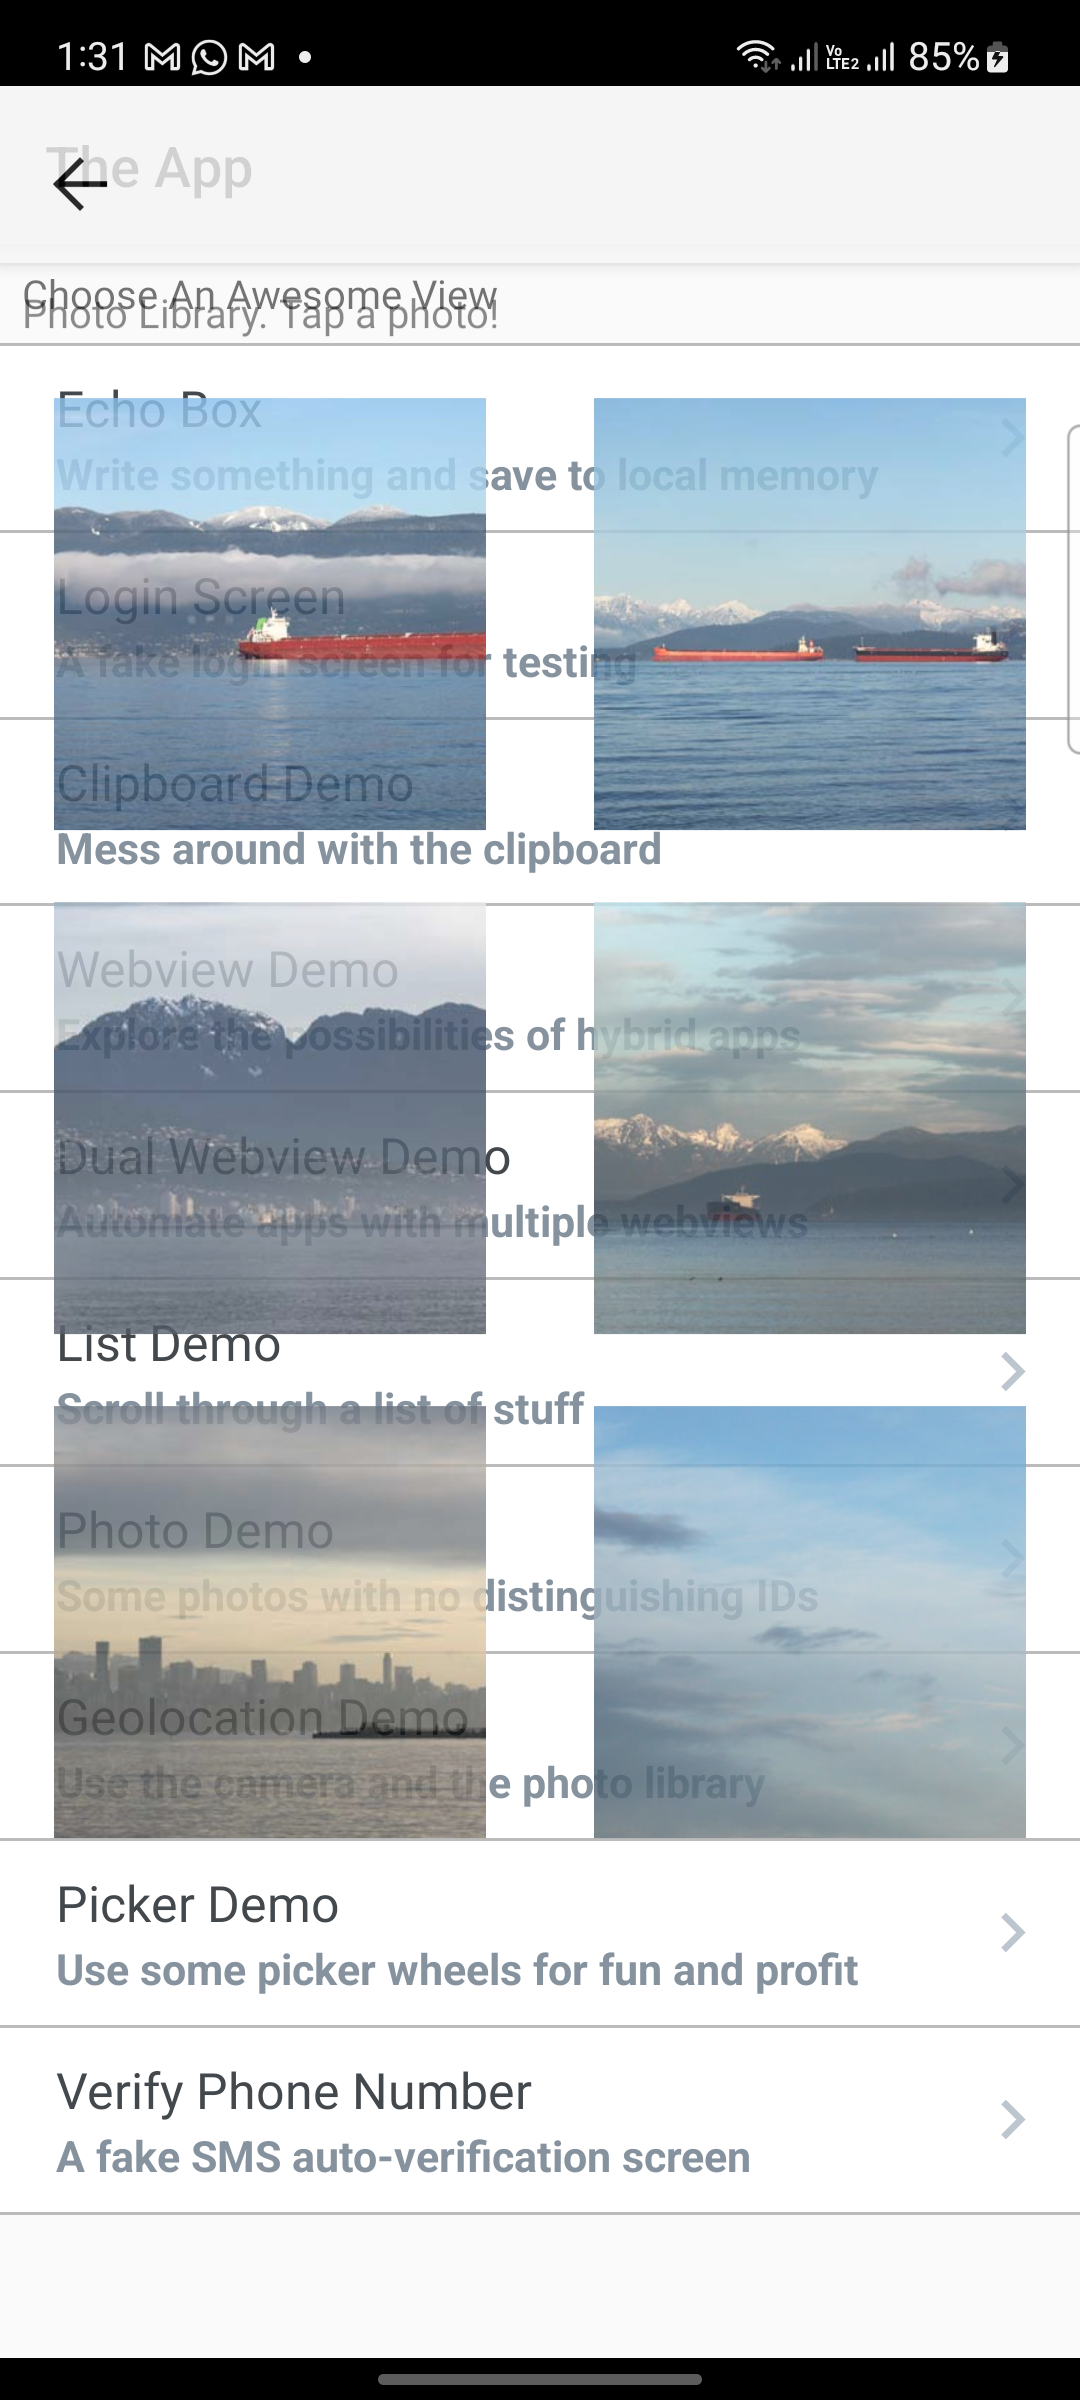 1:31
Vo
LTE2
85%
The App
Choose An Awesome View
Photo Library. Tap a photo!
Echo Box
Write something and save to local memory
Login Screen
A fake login screen for testing
Clipboard Demo
Mess around with the clipboard
Webview Demo
Explore the possibilities of hybrid apps
Dual Webview Demo
Automate apps with multiple webviews
List Demo
Scroll through a list of stuff
Photo Demo
Some photos with no distinguishing IDs
Geolocation Demo
Use the camera and the photo library
Picker Demo
Use some picker wheels for fun and profit
Verify Phone Number
A fake SMS auto-verification screen